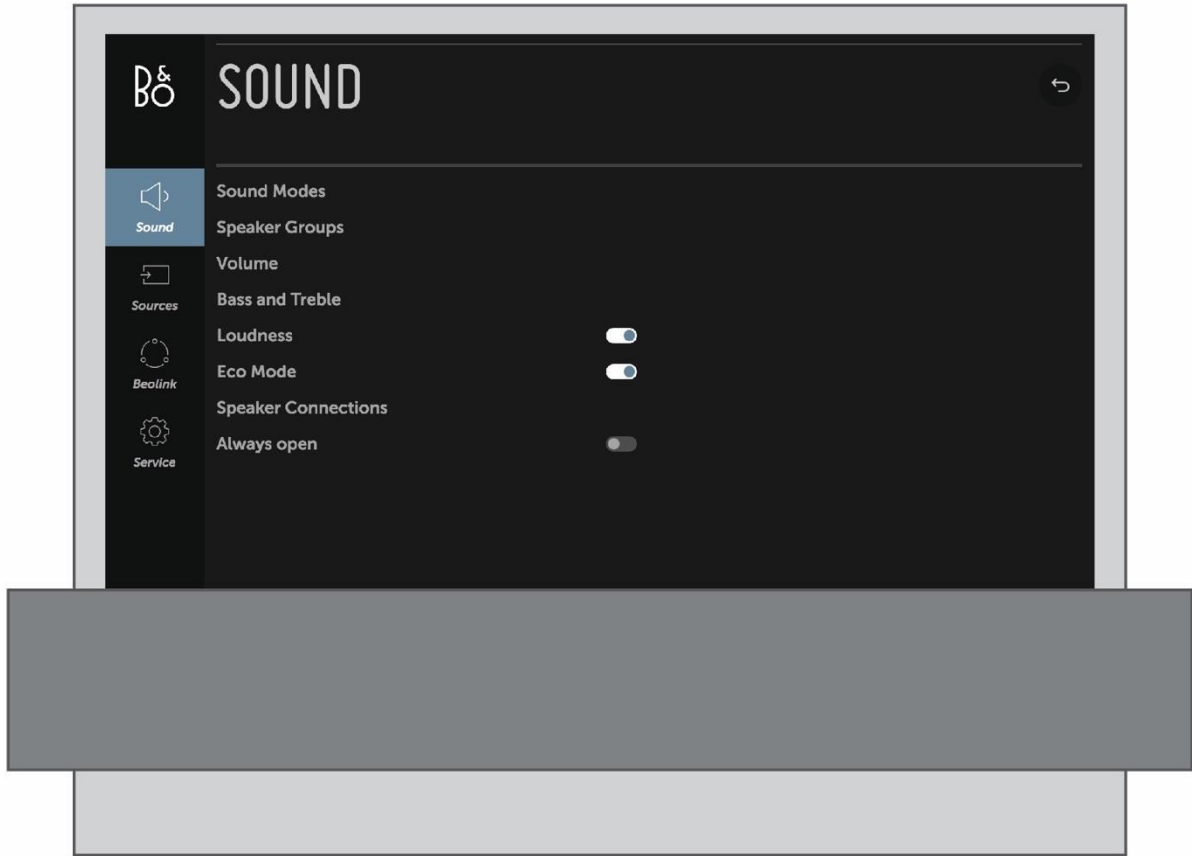 B&O
SOUND
Sound
Sources
Beolink
Service
Sound Modes
Speaker Groups
Volume
Bass and Treble
Loudness
Eco Mode
Speaker Connections
Always open